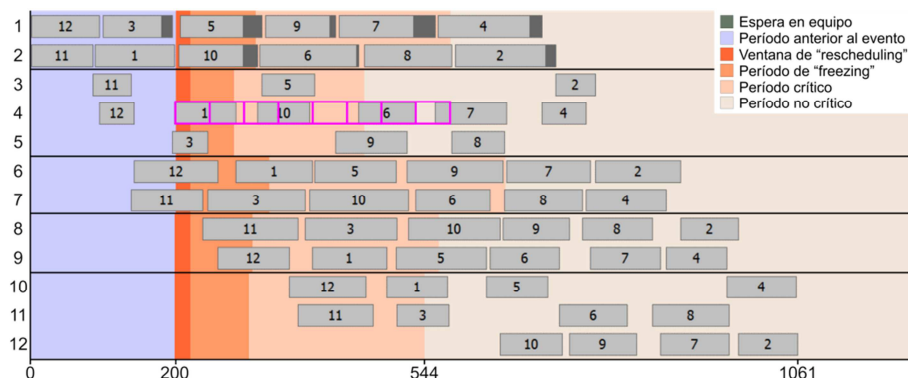 1 12 3 5 9 7 4 Espera en equipo
2 11 1 10 6 8 2 Período anterior al evento
Ventana de “rescheduling”
3 11 5 2 Período de “freezing”
4 12 1 10 6 7 4 Período crítico
Período no crítico
5 3 9 8
6 12 1 5 9 7 2
7 11 3 10 6 8 4
8 11 3 10 9 8 2
9 12 1 5 6 7 4
10 12 1 5 4
11 11 3 6 8
12 10 9 7 2
0 200 544 1061